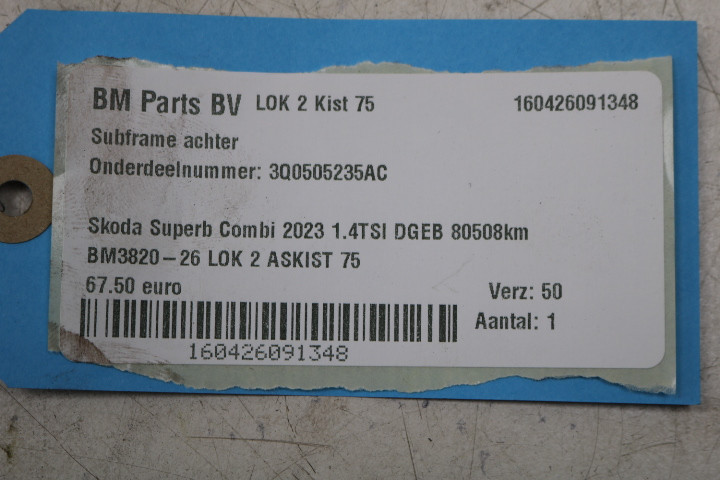 BM Parts BV LOK 2 Kist 75 160426091348
Subframe achter
Onderdeelnummer: 3Q0505235AC
Skoda Superb Combi 2023 1.4TSI DGEB 80508km
BM3820-26 LOK 2 ASKIST 75
67.50 euro Verz: 50
Aantal: 1
160426091348